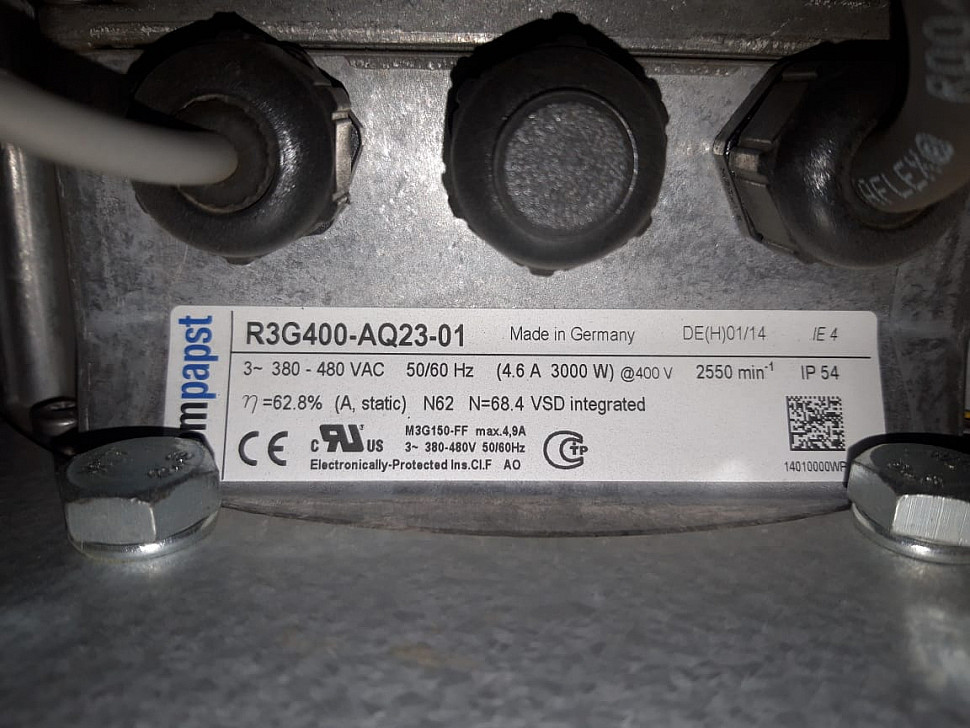 mpapst
R3G400-AQ23-01 Made in Germany DE(H)01/14 IE 4
3~ 380 - 480 VAC 50/60 Hz (4.6 A 3000 W) @400 V 2550 min⁻¹ IP 54
η =62.8% (A, static) N62 N=68.4 VSD integrated
CE c RU US M3G150-FF max.4,9A
3~ 380-480V 50/60Hz
Electronically-Protected Ins.Cl.F AO
14010000WP
AFLEX